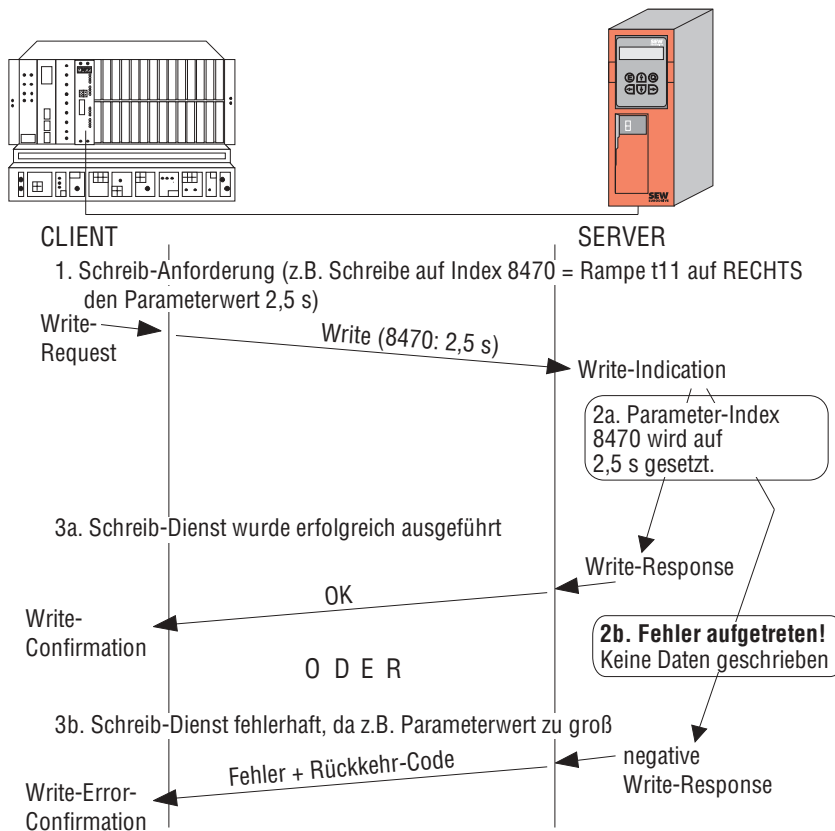 SEW
CLIENT
SERVER
1. Schreib-Anforderung (z.B. Schreibe auf Index 8470 = Rampe t11 auf RECHTS
den Parameterwert 2,5 s)
Write-
Request
Write (8470: 2,5 s)
Write-Indication
2a. Parameter-Index
8470 wird auf
2,5 s gesetzt.
3a. Schreib-Dienst wurde erfolgreich ausgeführt
Write-Response
OK
Write-
Confirmation
2b. Fehler aufgetreten!
Keine Daten geschrieben
O D E R
3b. Schreib-Dienst fehlerhaft, da z.B. Parameterwert zu groß
negative
Write-Response
Fehler + Rückkehr-Code
Write-Error-
Confirmation